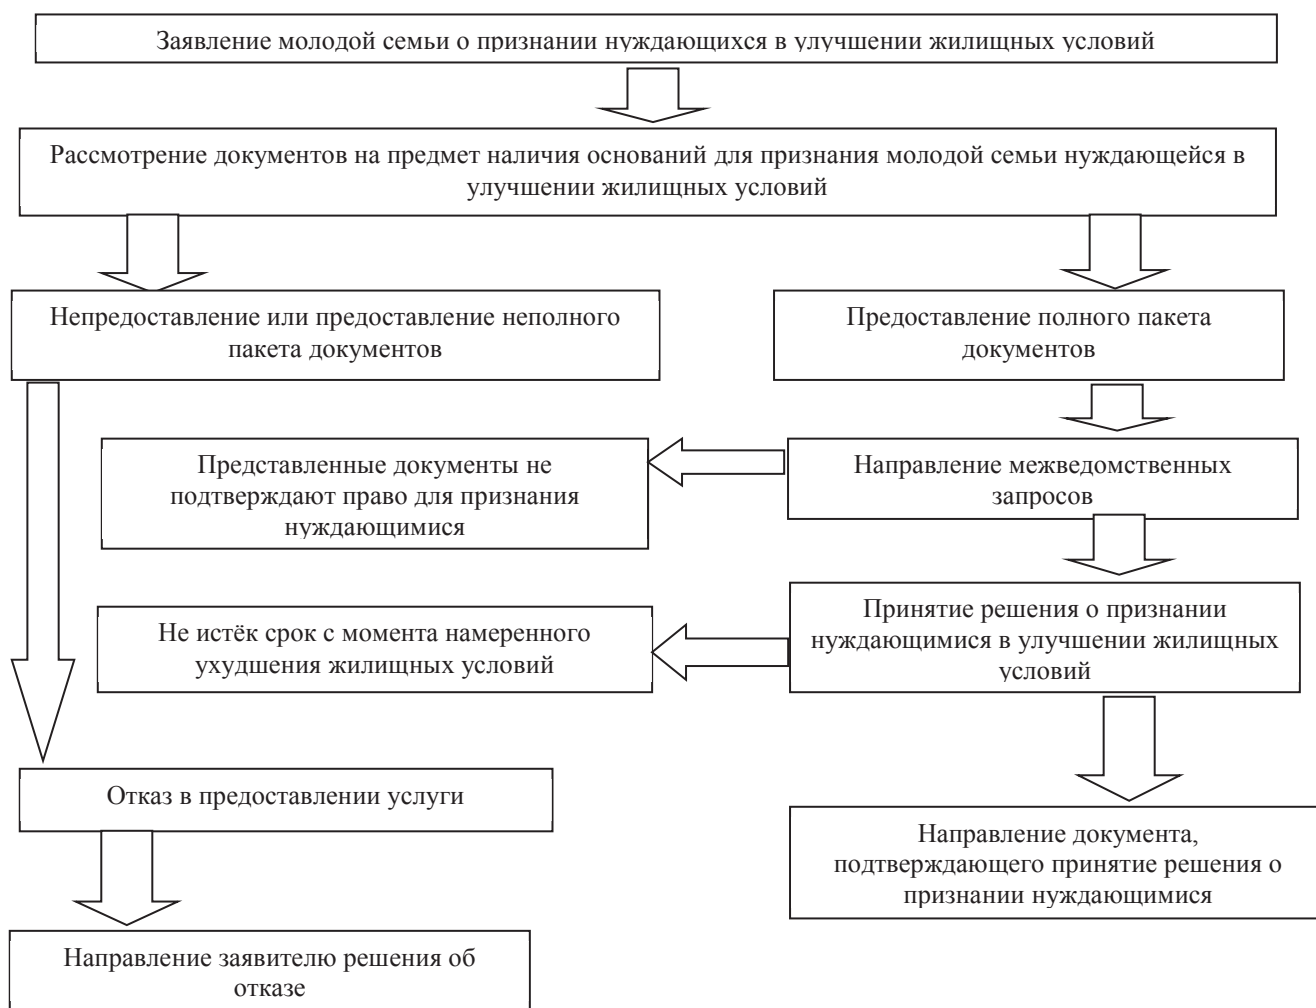 Заявление молодой семьи о признании нуждающихся в улучшении жилищных условий
Рассмотрение документов на предмет наличия оснований для признания молодой семьи нуждающейся в
улучшении жилищных условий
Непредоставление или предоставление неполного
пакета документов
Предоставление полного пакета
документов
Представленные документы не
подтверждают право для признания
нуждающимися
Направление межведомственных
запросов
Не истёк срок с момента намеренного
ухудшения жилищных условий
Принятие решения о признании
нуждающимися в улучшении жилищных
условий
Отказ в предоставлении услуги
Направление документа,
подтверждающего принятие решения о
признании нуждающимися
Направление заявителю решения об
отказе